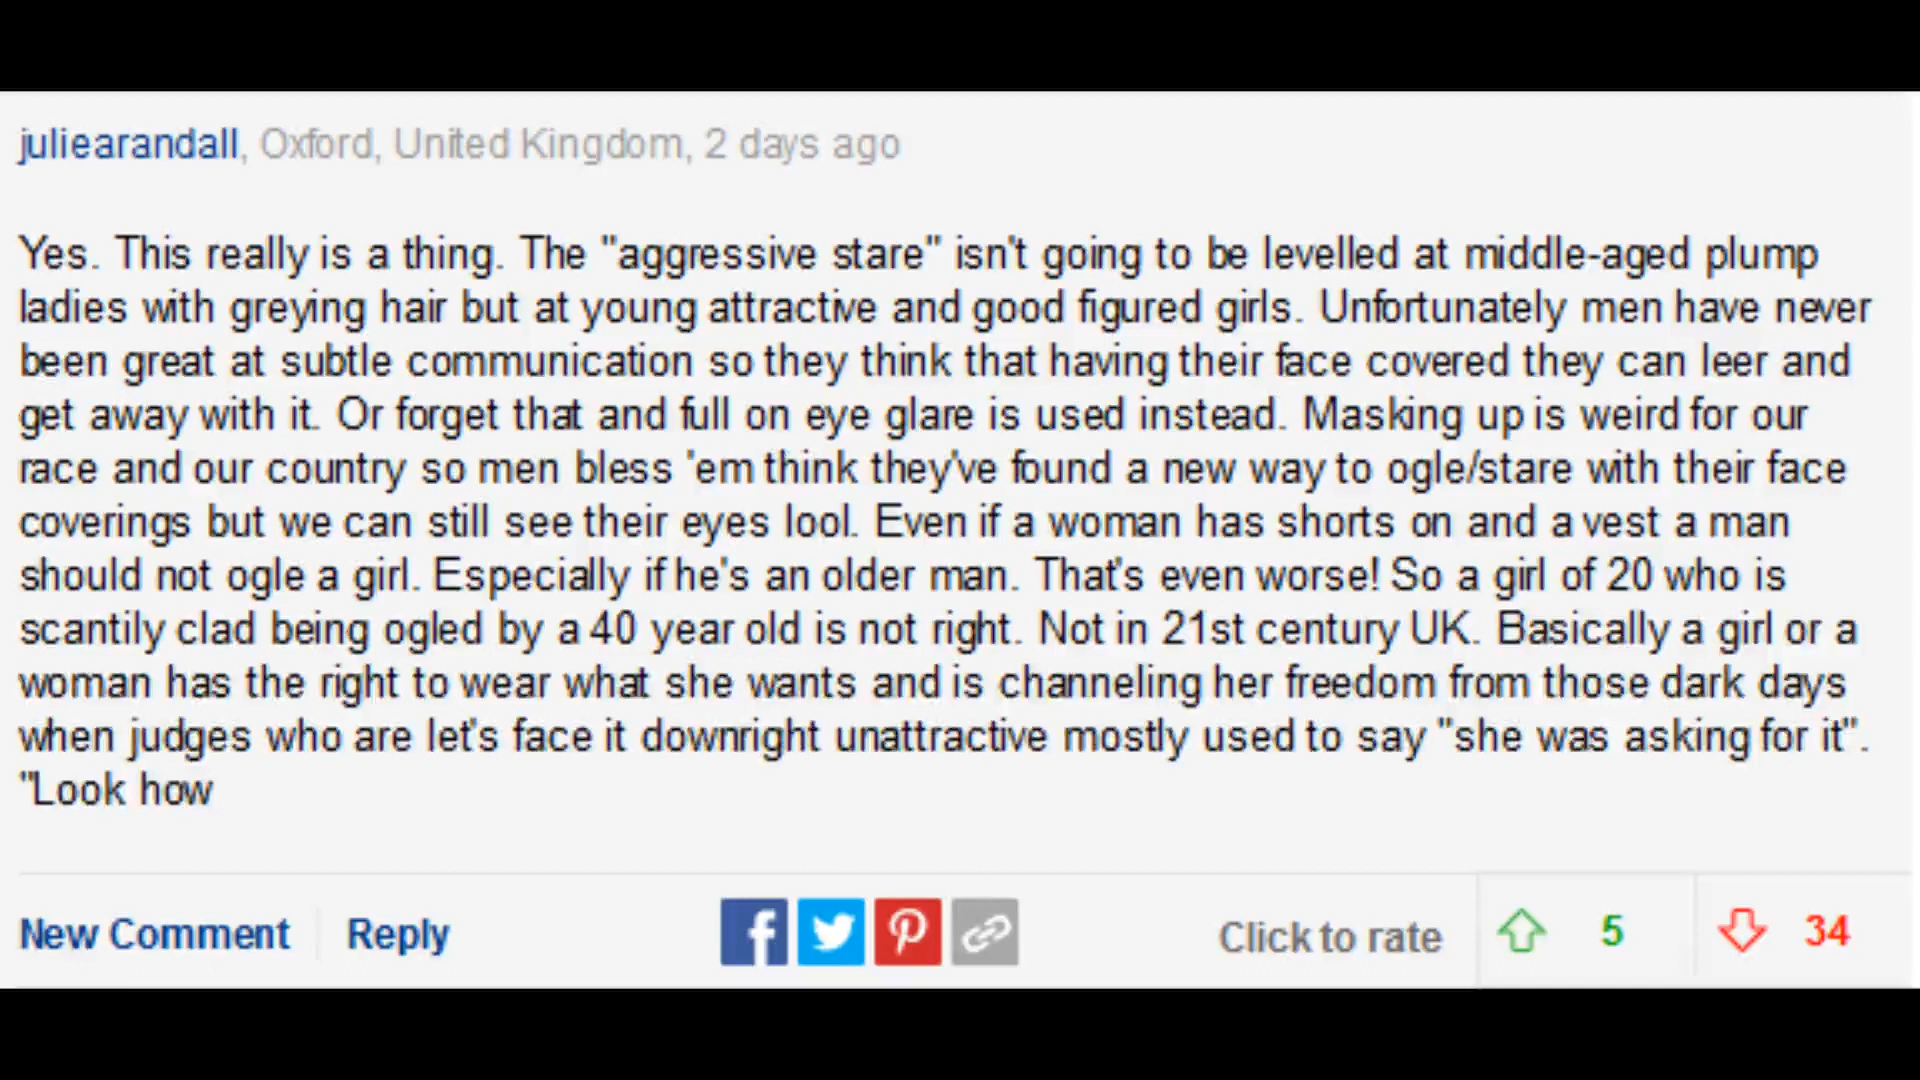 juliearandall, Oxford, United Kingdom, 2 days ago
Yes. This really is a thing. The "aggressive stare" isn't going to be levelled at middle-aged plump
ladies with greying hair but at young attractive and good figured girls. Unfortunately men have never
been great at subtle communication so they think that having their face covered they can leer and
get away with it. Or forget that and full on eye glare is used instead. Masking up is weird for our
race and our country so men bless 'em think they've found a new way to ogle/stare with their face
coverings but we can still see their eyes lool. Even if a woman has shorts on and a vest a man
should not ogle a girl. Especially if he's an older man. That's even worse! So a girl of 20 who is
scantily clad being ogled by a 40 year old is not right. Not in 21st century UK. Basically a girl or a
woman has the right to wear what she wants and is channeling her freedom from those dark days
when judges who are let's face it downright unattractive mostly used to say "she was asking for it".
"Look how
New Comment Reply Click to rate 5 34